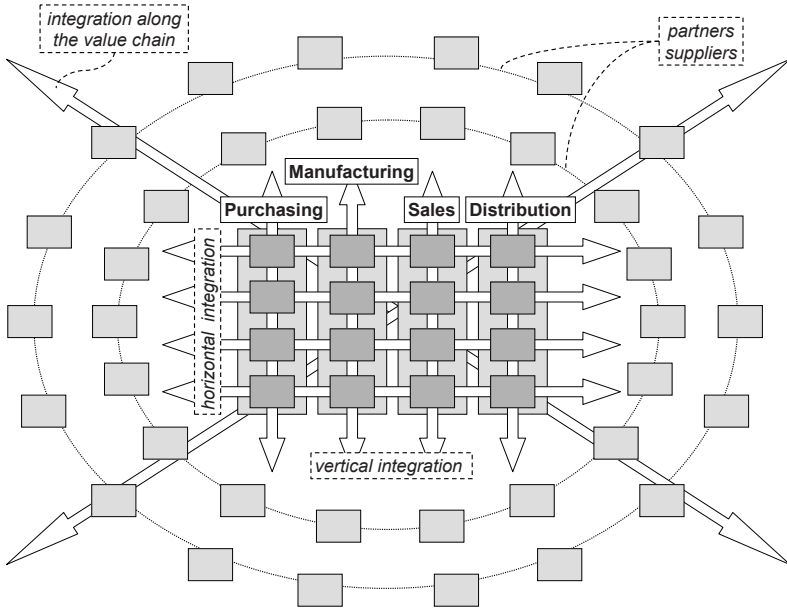 integration along
the value chain
partners
suppliers
Manufacturing
Purchasing
Sales
Distribution
horizontal integration
vertical integration